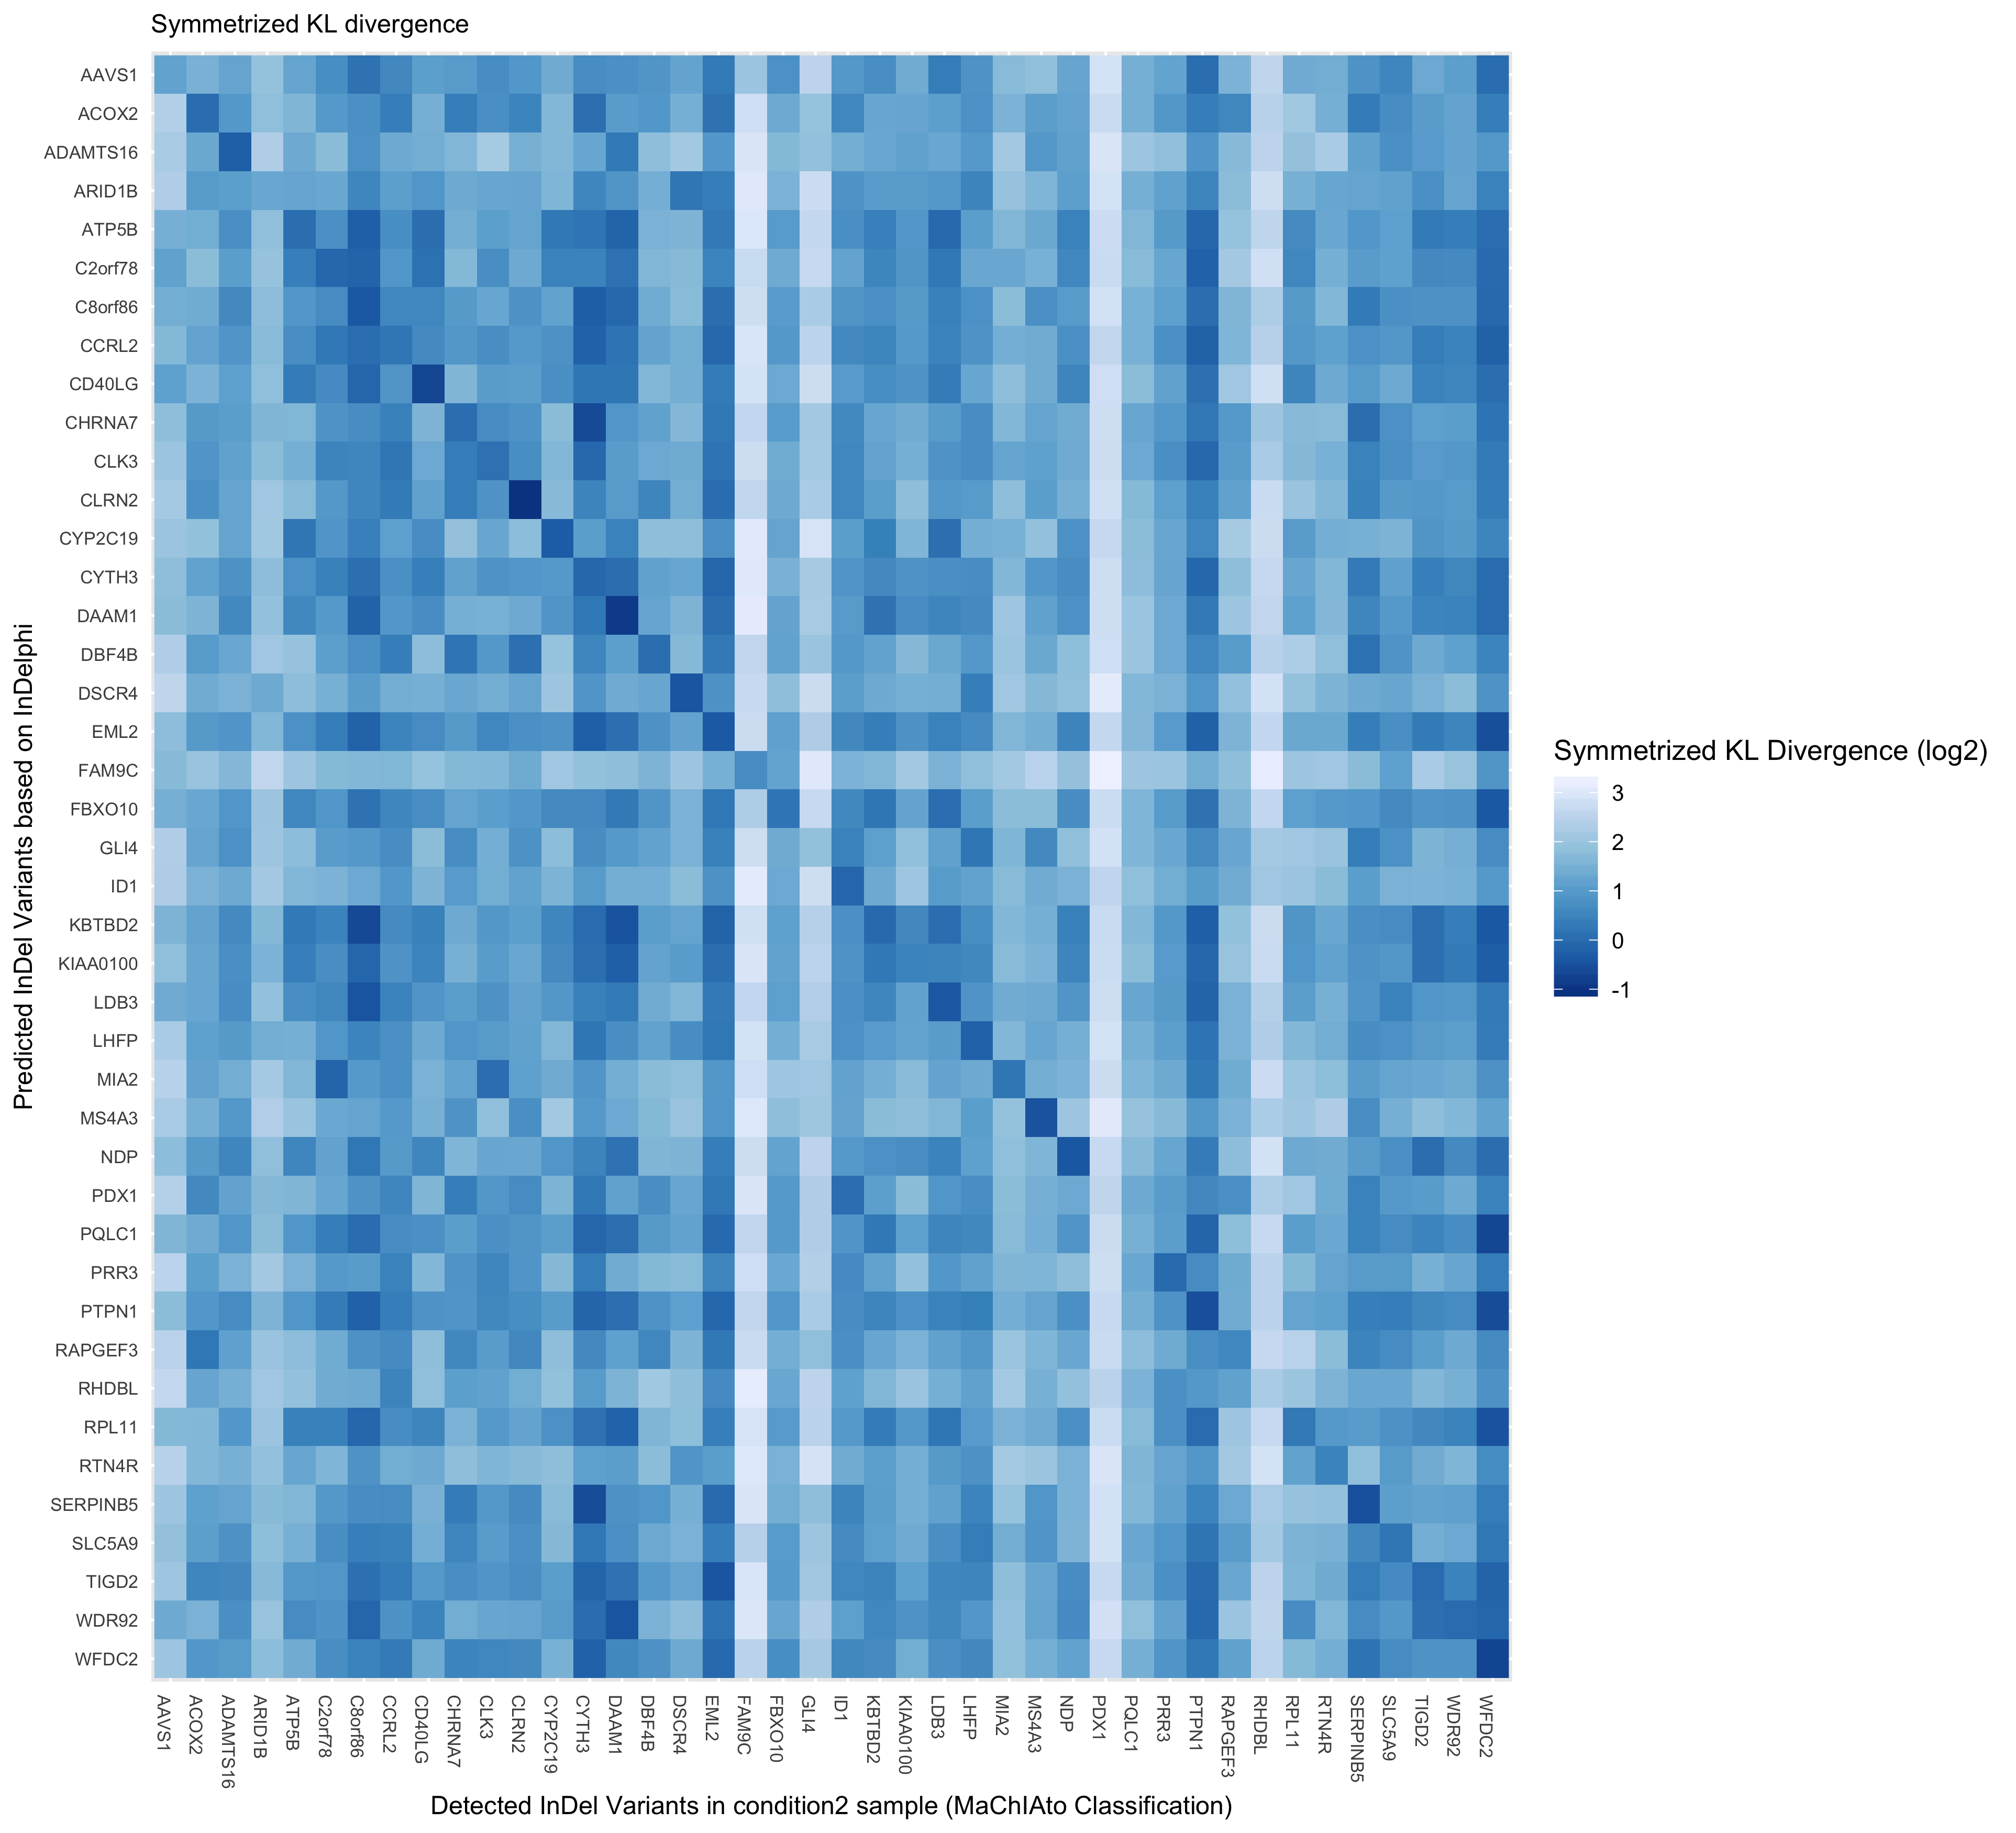 Symmetrized KL divergence
AAVS1
ACOX2
ADAMTS16
ARID1B
ATP5B
C2orf78
C8orf86
CCRL2
CD40LG
CHRNA7
CLK3
CLRN2
CYP2C19
CYTH3
DAAM1
DBF4B
DSCR4
EML2
FAM9C
FBXO10
GLI4
ID1
KBTBD2
KIAA0100
LDB3
LHFP
MIA2
MS4A3
NDP
PDX1
PQLC1
PRR3
PTPN1
RAPGEF3
RHDBL
RPL11
RTN4R
SERPINB5
SLC5A9
TIGD2
WDR92
WFDC2
Predicted InDel Variants based on InDelphi
AAVS1
ACOX2
ADAMTS16
ARID1B
ATP5B
C2orf78
C8orf86
CCRL2
CD40LG
CHRNA7
CLK3
CLRN2
CYP2C19
CYTH3
DAAM1
DBF4B
DSCR4
EML2
FAM9C
FBXO10
GLI4
ID1
KBTBD2
KIAA0100
LDB3
LHFP
MIA2
MS4A3
NDP
PDX1
PQLC1
PRR3
PTPN1
RAPGEF3
RHDBL
RPL11
RTN4R
SERPINB5
SLC5A9
TIGD2
WDR92
WFDC2
Detected InDel Variants in condition2 sample (MaChIAto Classification)
Symmetrized KL Divergence (log2)
3
2
1
0
-1